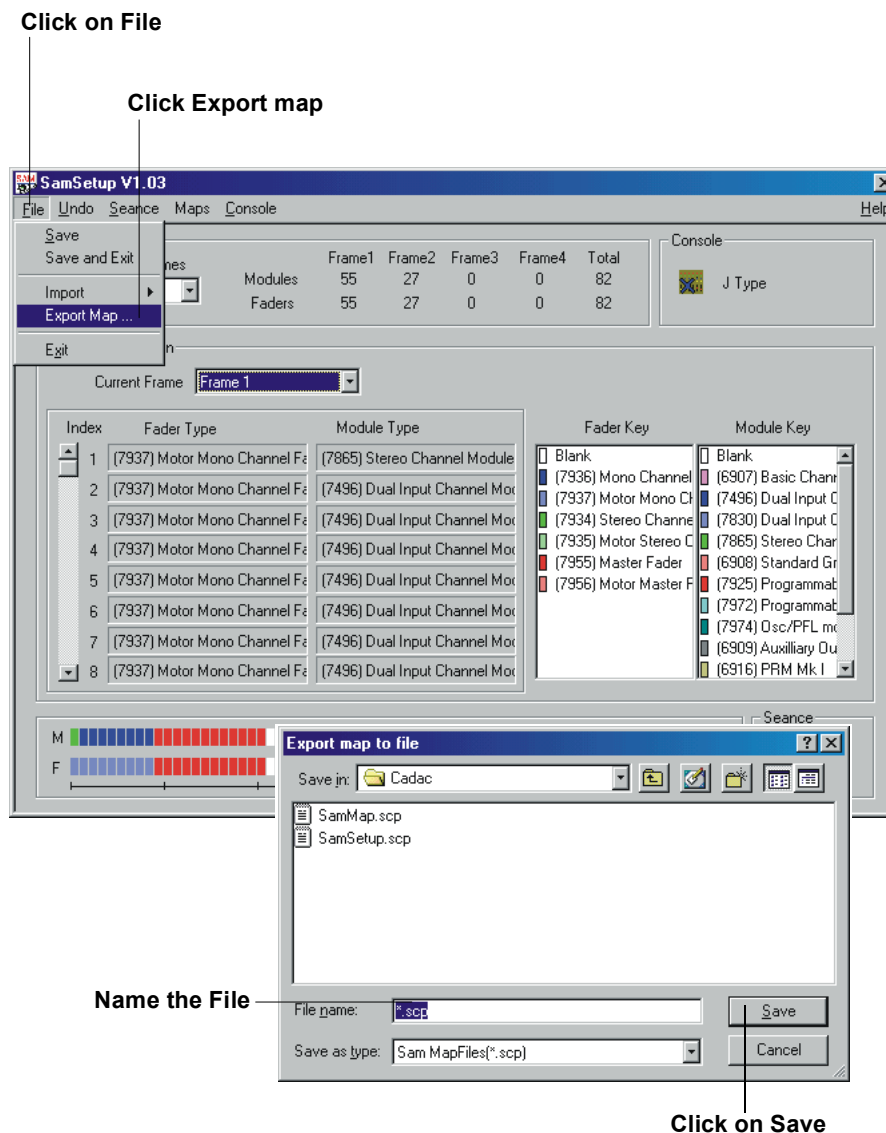 Click on File
Click Export map
SamSetup V1.03
File Undo Seance Maps Console Help
Save
Save and Exit
Import
Export Map ...
Exit
Frame1 Frame2 Frame3 Frame4 Total
Modules 55 27 0 0 82
Faders 55 27 0 0 82
Console
J Type
Current Frame Frame 1
Index Fader Type Module Type
1 (7937) Motor Mono Channel Fa (7865) Stereo Channel Module
2 (7937) Motor Mono Channel Fa (7496) Dual Input Channel Moc
3 (7937) Motor Mono Channel Fa (7496) Dual Input Channel Moc
4 (7937) Motor Mono Channel Fa (7496) Dual Input Channel Moc
5 (7937) Motor Mono Channel Fa (7496) Dual Input Channel Moc
6 (7937) Motor Mono Channel Fa (7496) Dual Input Channel Moc
7 (7937) Motor Mono Channel Fa (7496) Dual Input Channel Moc
8 (7937) Motor Mono Channel Fa (7496) Dual Input Channel Moc
Fader Key
Blank
(7936) Mono Channel
(7937) Motor Mono Ch
(7934) Stereo Channe
(7935) Motor Stereo C
(7955) Master Fader
(7956) Motor Master F
Module Key
Blank
(6907) Basic Chann
(7496) Dual Input C
(7830) Dual Input C
(7865) Stereo Char
(6908) Standard Gr
(7925) Programmab
(7972) Programmab
(7974) Osc/PFL mo
(6909) Auxilliary Ou
(6916) PRM Mk I
Seance
M
F
Export map to file
Save in: Cadac
SamMap.scp
SamSetup.scp
Name the File
File name: *.scp
Save
Save as type: Sam MapFiles(*.scp)
Cancel
Click on Save